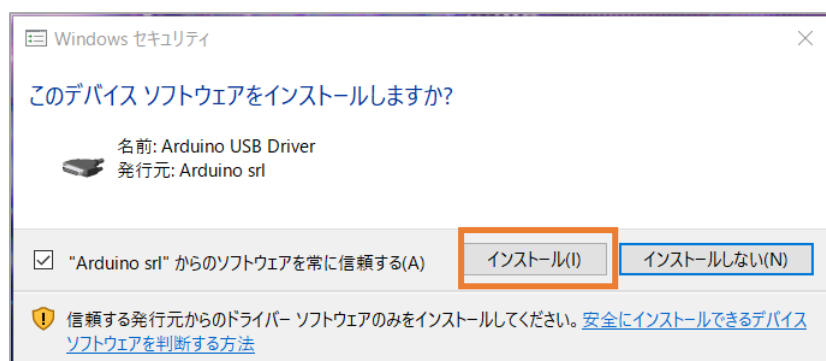 Windows セキュリティ
このデバイス ソフトウェアをインストールしますか?
名前: Arduino USB Driver
発行元: Arduino srl
"Arduino srl" からのソフトウェアを常に信頼する(A)
インストール(I)
インストールしない(N)
信頼する発行元からのドライバー ソフトウェアのみをインストールしてください。安全にインストールできるデバイス
ソフトウェアを判断する方法